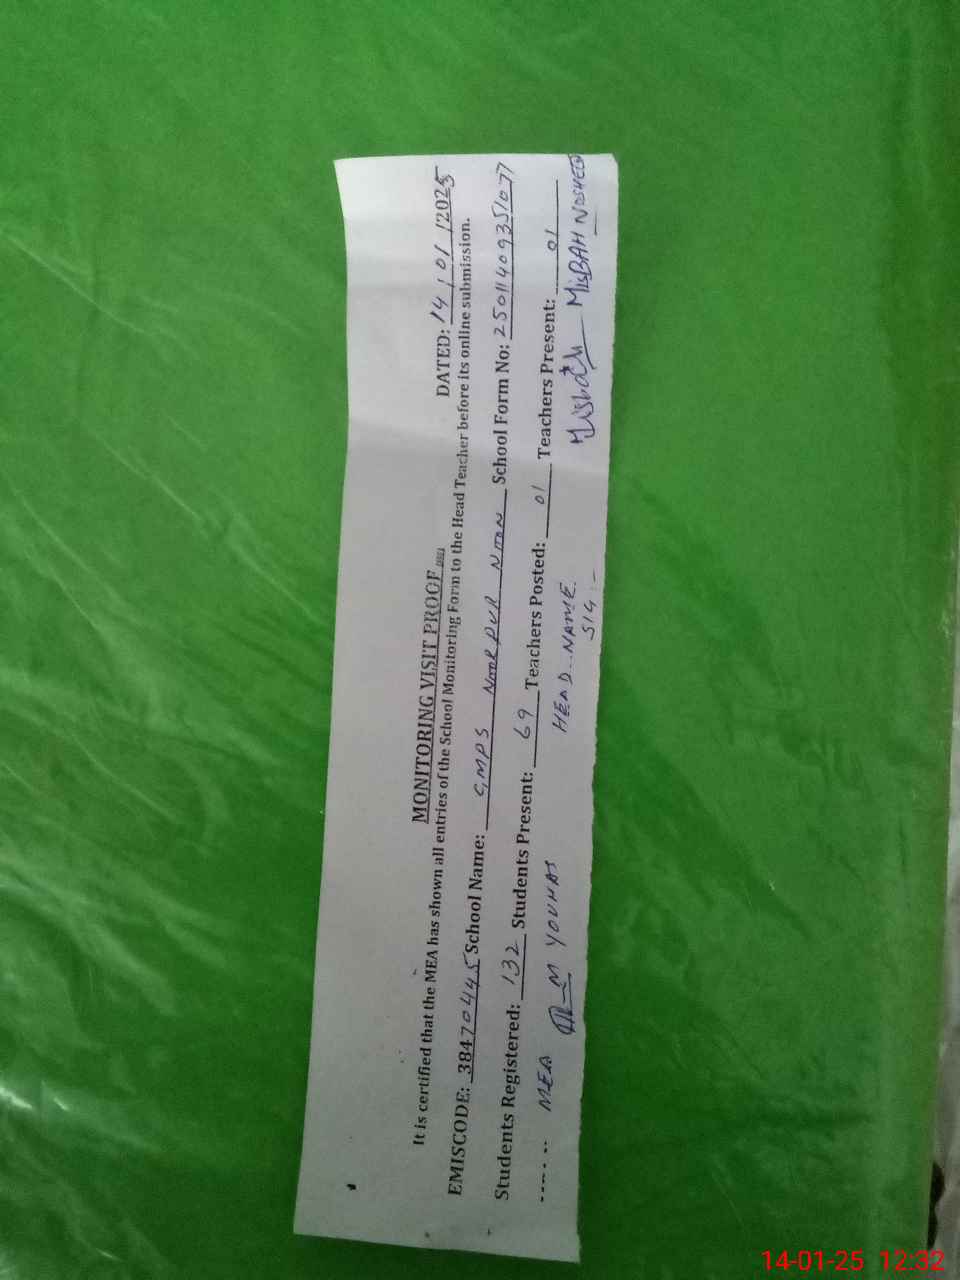 MONITORING VISIT PROOF
DATED: 14/01/2025
It is certified that the MEA has shown all entries of the School Monitoring Form to the Head Teacher before its online submission.
EMISCODE: 38470445 School Name: GMPS NOOR PUR NOON School Form No: 25011409351077
Students Registered: 132 Students Present: 69 Teachers Posted: 01 Teachers Present: 01
MEA M YOUNAS HEAD..NAME. Misbah MISBAH NOSHEEN
SIG:-
14-01-25 12:32